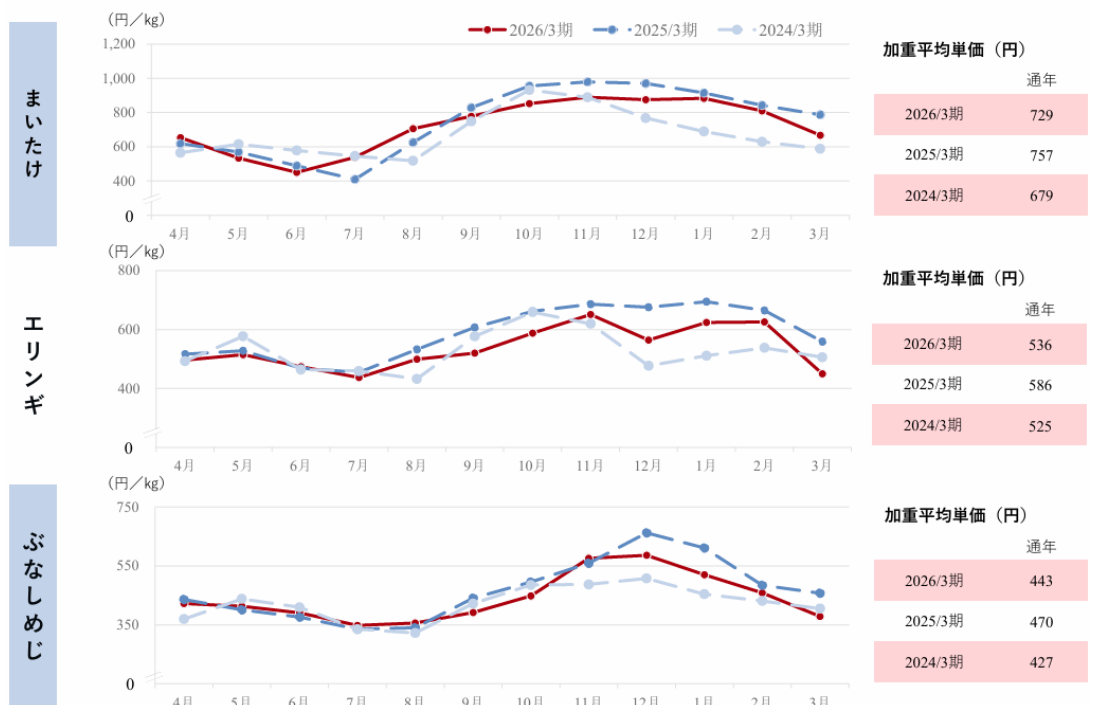 まいたけ
（円／kg）
2026/3期 2025/3期 2024/3期
1,200
1,000
800
600
400
0
4月 5月 6月 7月 8月 9月 10月 11月 12月 1月 2月 3月
加重平均単価（円）
通年
2026/3期 729
2025/3期 757
2024/3期 679
エリンギ
（円／kg）
800
600
400
0
4月 5月 6月 7月 8月 9月 10月 11月 12月 1月 2月 3月
加重平均単価（円）
通年
2026/3期 536
2025/3期 586
2024/3期 525
ぶなしめじ
（円／kg）
750
550
350
0
4月 5月 6月 7月 8月 9月 10月 11月 12月 1月 2月 3月
加重平均単価（円）
通年
2026/3期 443
2025/3期 470
2024/3期 427